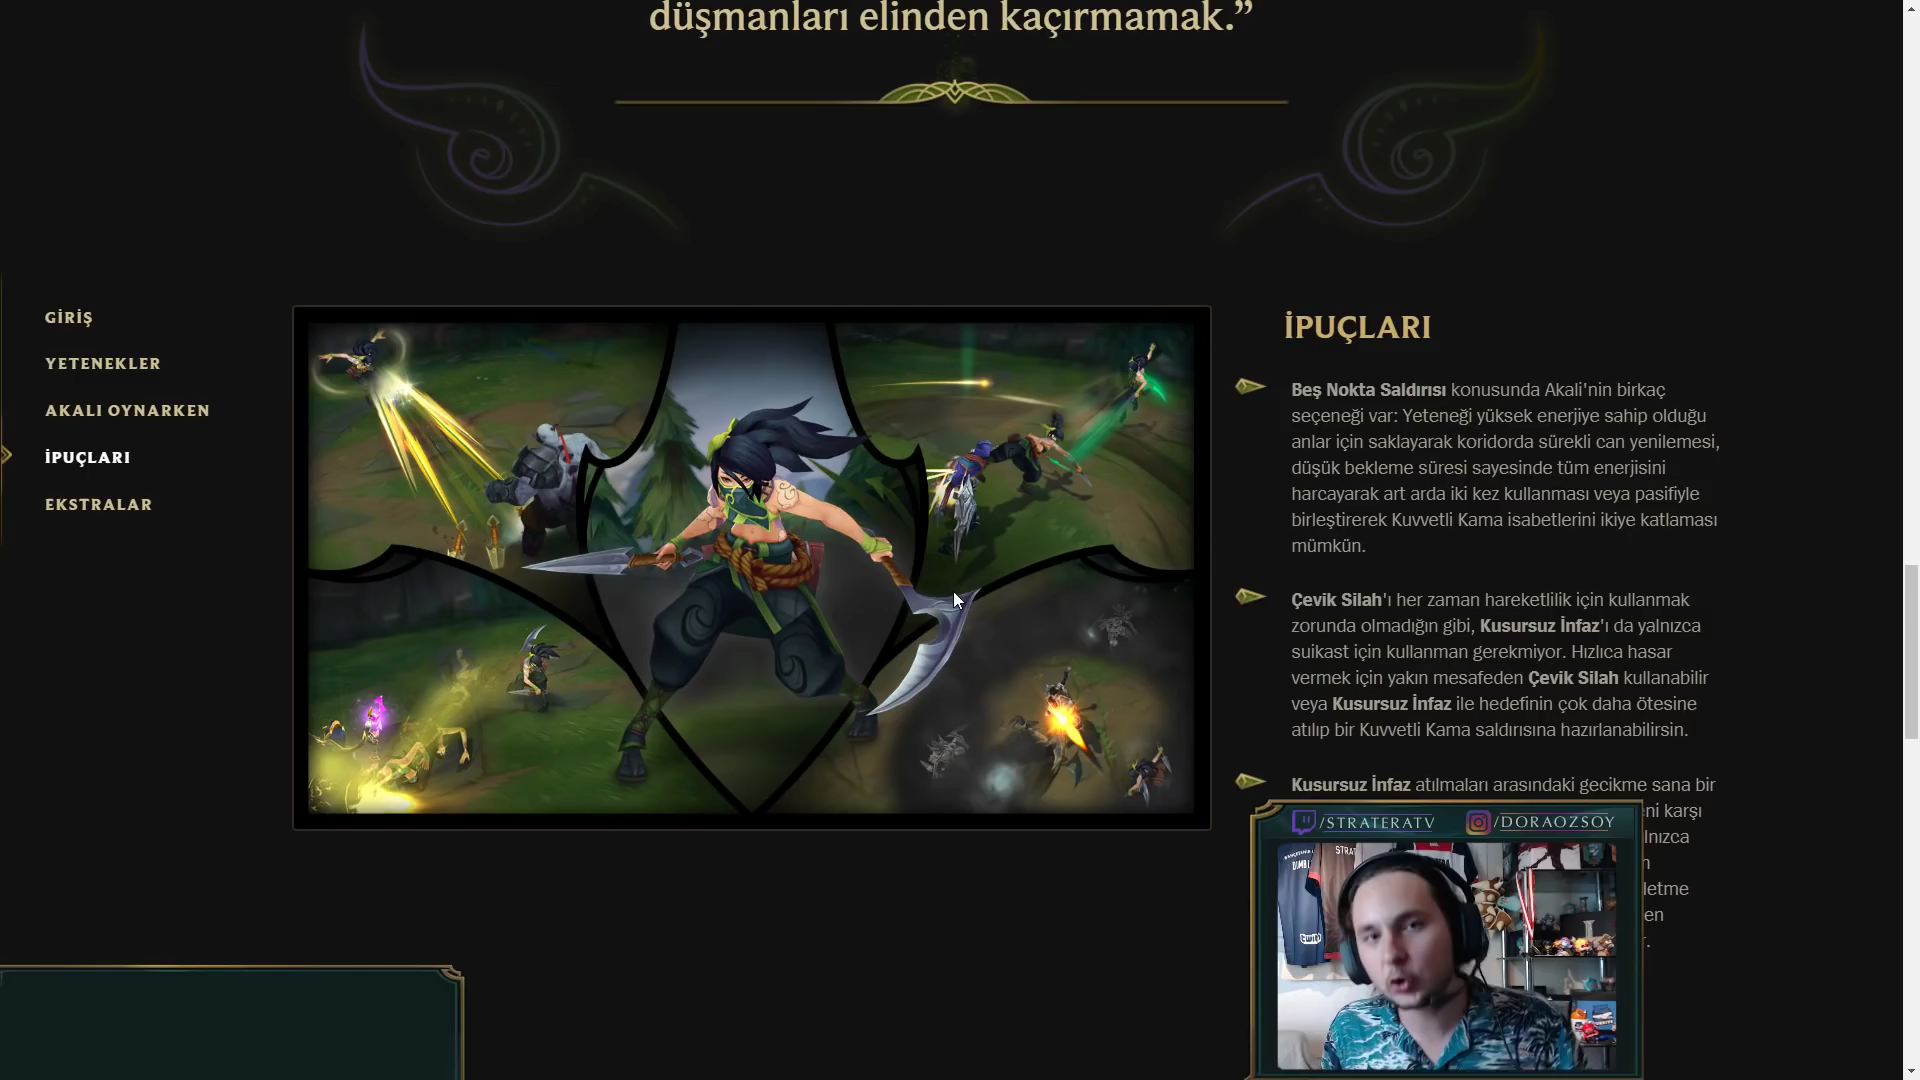 düşmanları elinden kaçırmamak.”
GİRİŞ
YETENEKLER
AKALI OYNARKEN
İPUÇLARI
EKSTRALAR
İPUÇLARI
Beş Nokta Saldırısı konusunda Akali'nin birkaç
seçeneği var: Yeteneği yüksek enerjiye sahip olduğu
anlar için saklayarak koridorda sürekli can yenilemesi,
düşük bekleme süresi sayesinde tüm enerjisini
harcayarak art arda iki kez kullanması veya pasifiyle
birleştirerek Kuvvetli Kama isabetlerini ikiye katlaması
mümkün.
Çevik Silah'ı her zaman hareketlilik için kullanmak
zorunda olmadığın gibi, Kusursuz İnfaz'ı da yalnızca
suikast için kullanman gerekmiyor. Hızlıca hasar
vermek için yakın mesafeden Çevik Silah kullanabilir
veya Kusursuz İnfaz ile hedefinin çok daha ötesine
atılıp bir Kuvvetli Kama saldırısına hazırlanabilirsin.
Kusursuz İnfaz atılmaları arasındaki gecikme sana bir
karşı
/STRATERATV
/DORAOZSOY